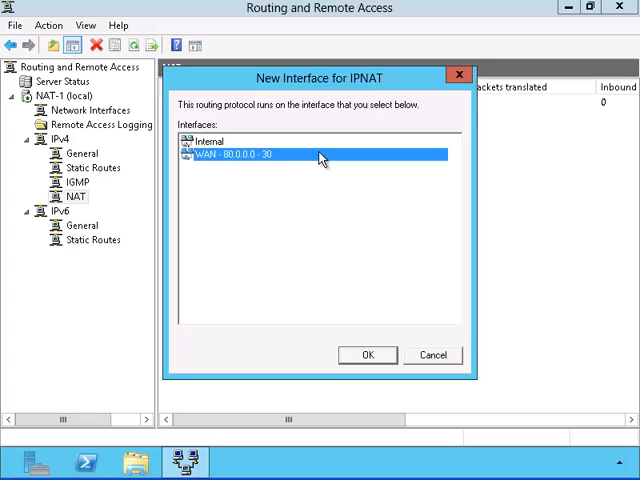 Routing and Remote Access
File Action View Help
Routing and Remote Access
Server Status
NAT-1 (local)
Network Interfaces
Remote Access Logging
IPv4
General
Static Routes
IGMP
NAT
IPv6
General
Static Routes
ackets translated Inbound
0
New Interface for IPNAT
This routing protocol runs on the interface that you select below.
Interfaces:
Internal
WAN - 80.0.0.0 - 30
OK Cancel